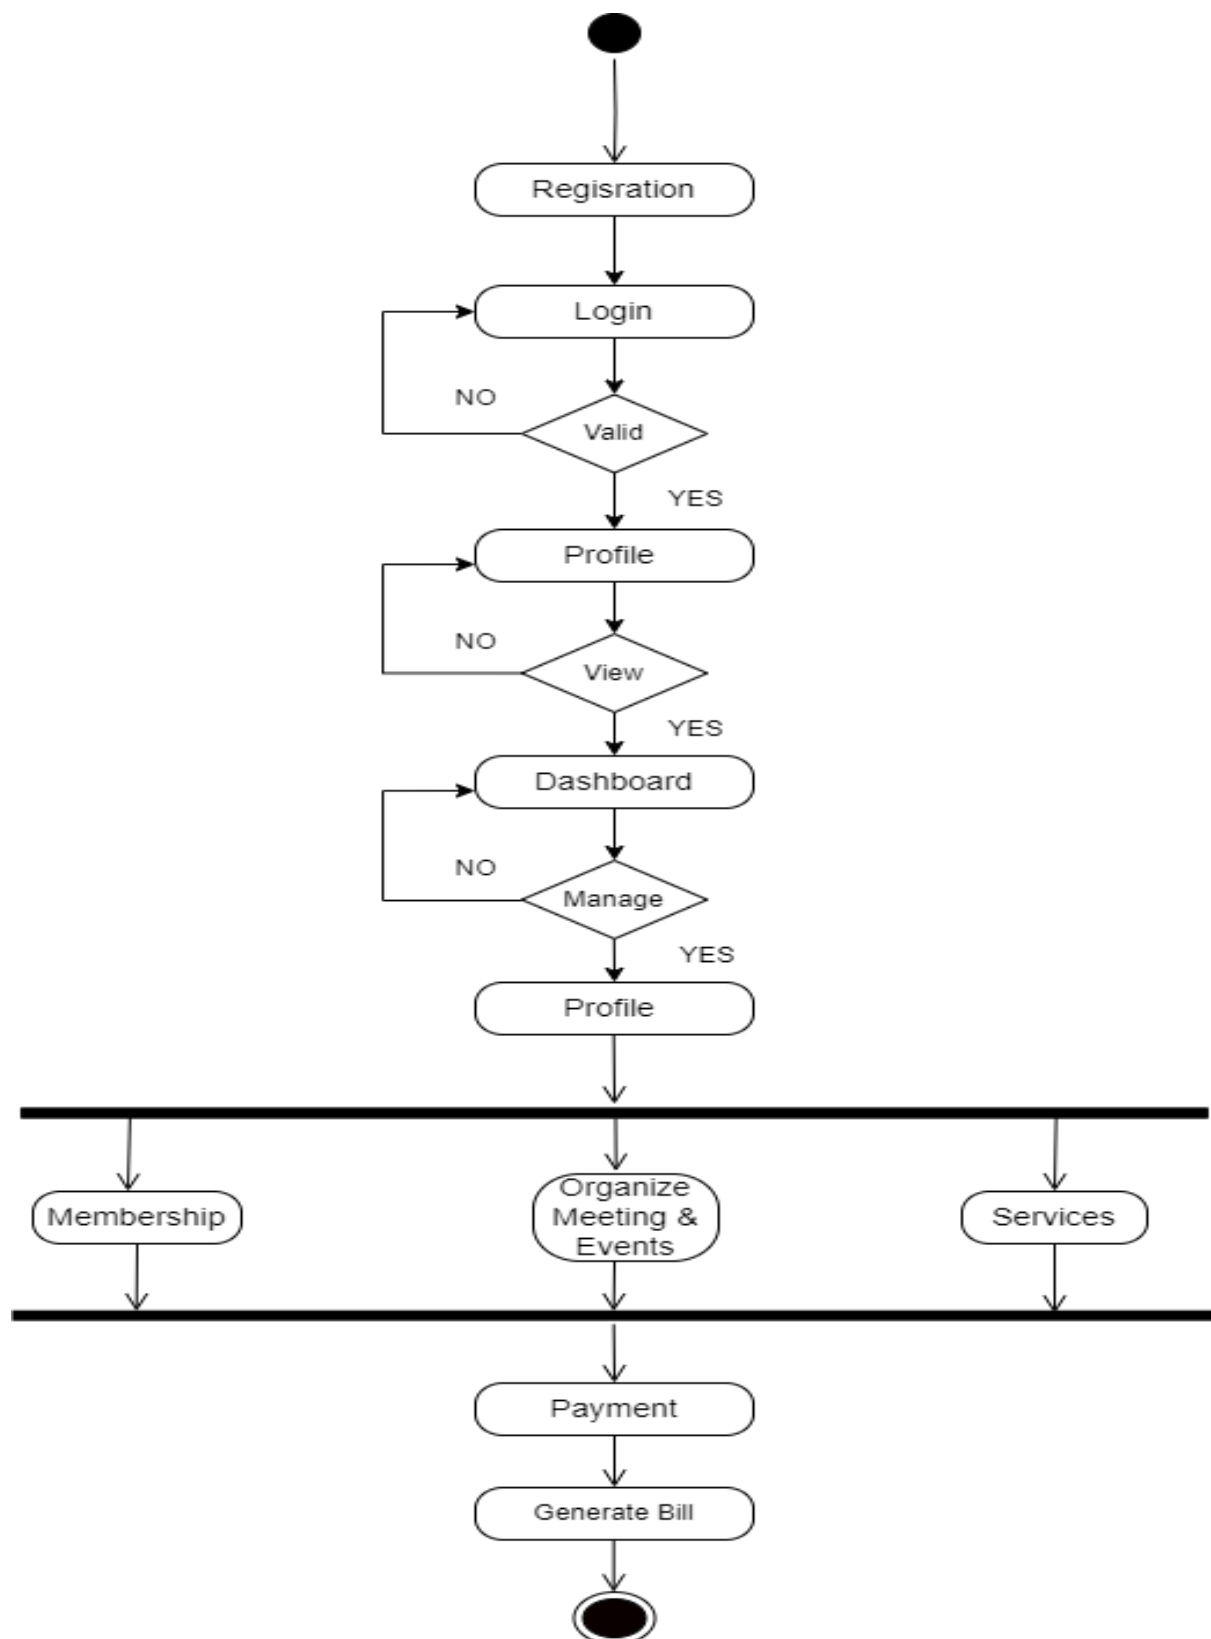 Regisration
Login
NO
Valid
YES
Profile
NO
View
YES
Dashboard
NO
Manage
YES
Profile
Membership
Organize
Meeting &
Events
Services
Payment
Generate Bill